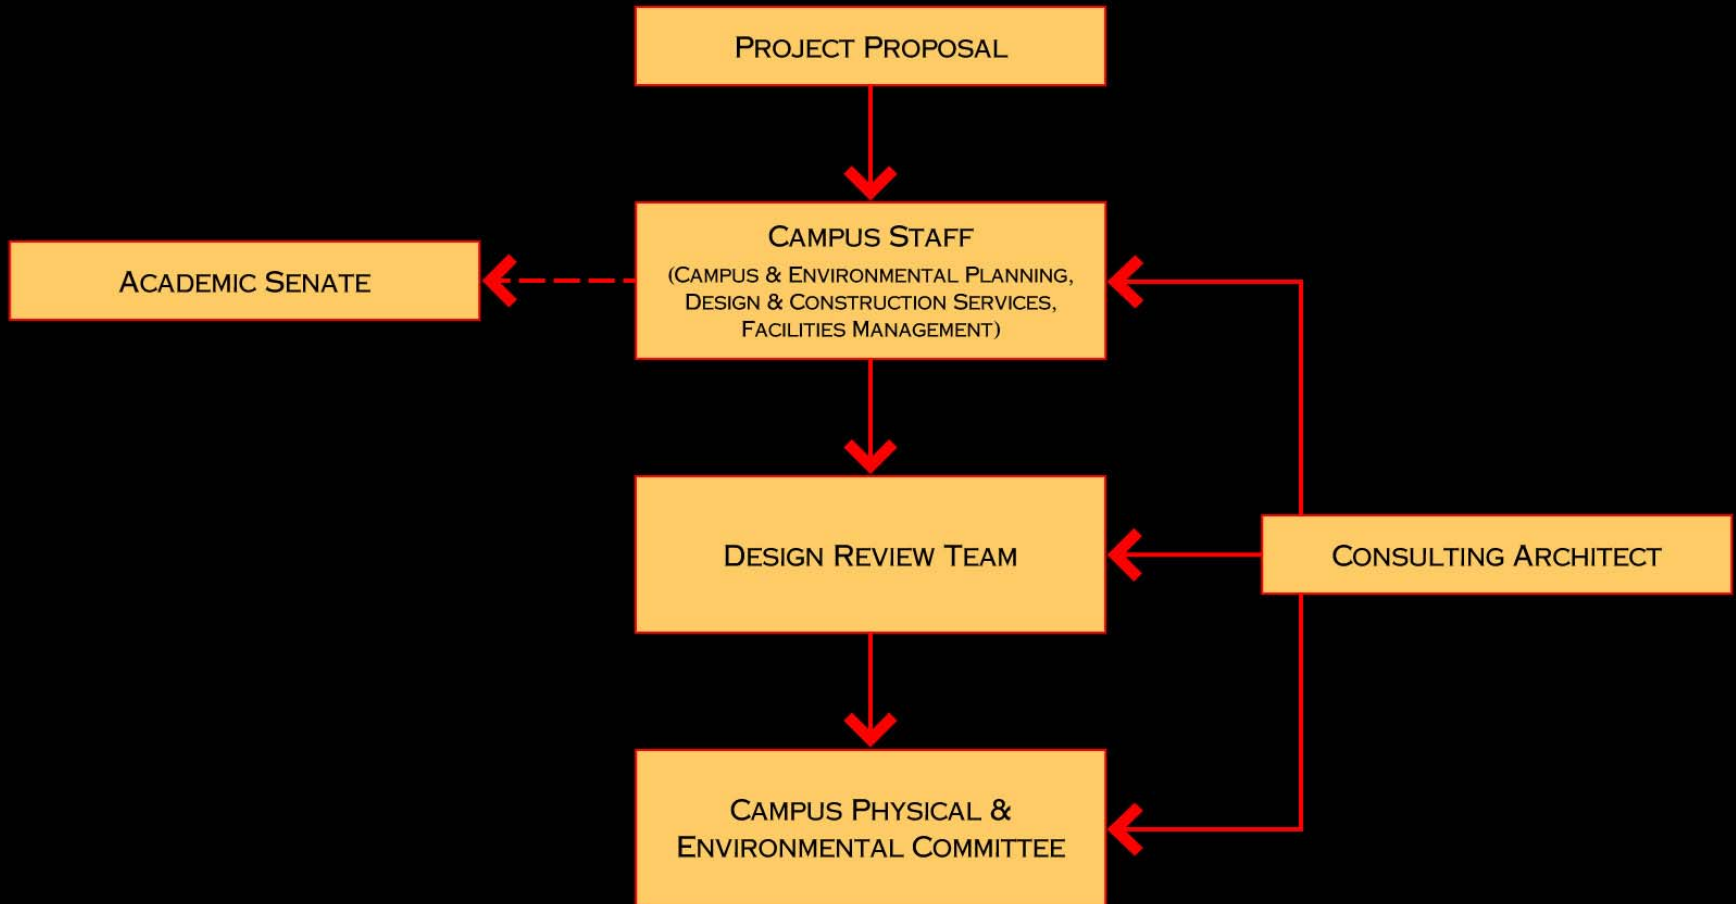 PROJECT PROPOSAL
CAMPUS STAFF
(CAMPUS & ENVIRONMENTAL PLANNING,
DESIGN & CONSTRUCTION SERVICES,
FACILITIES MANAGEMENT)
ACADEMIC SENATE
DESIGN REVIEW TEAM
CONSULTING ARCHITECT
CAMPUS PHYSICAL &
ENVIRONMENTAL COMMITTEE